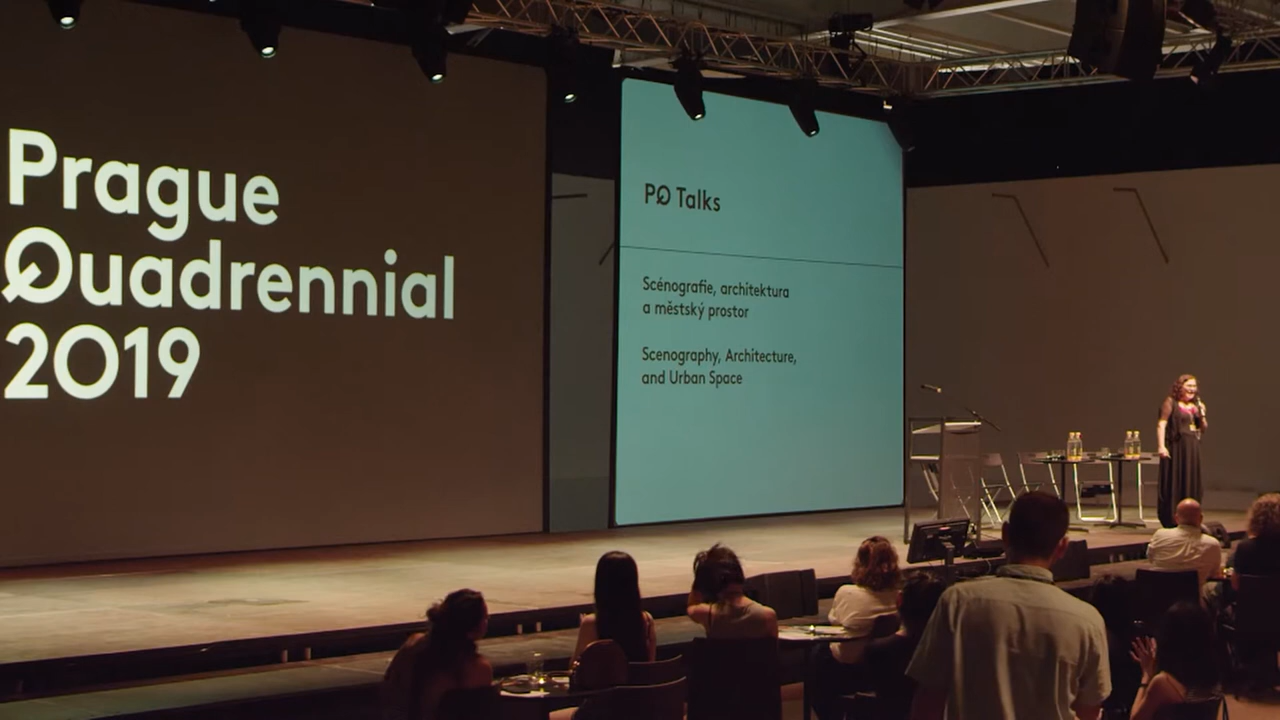 Prague
Quadrennial
2019
PQ Talks
Scénografie, architektura
a městský prostor
Scenography, Architecture,
and Urban Space